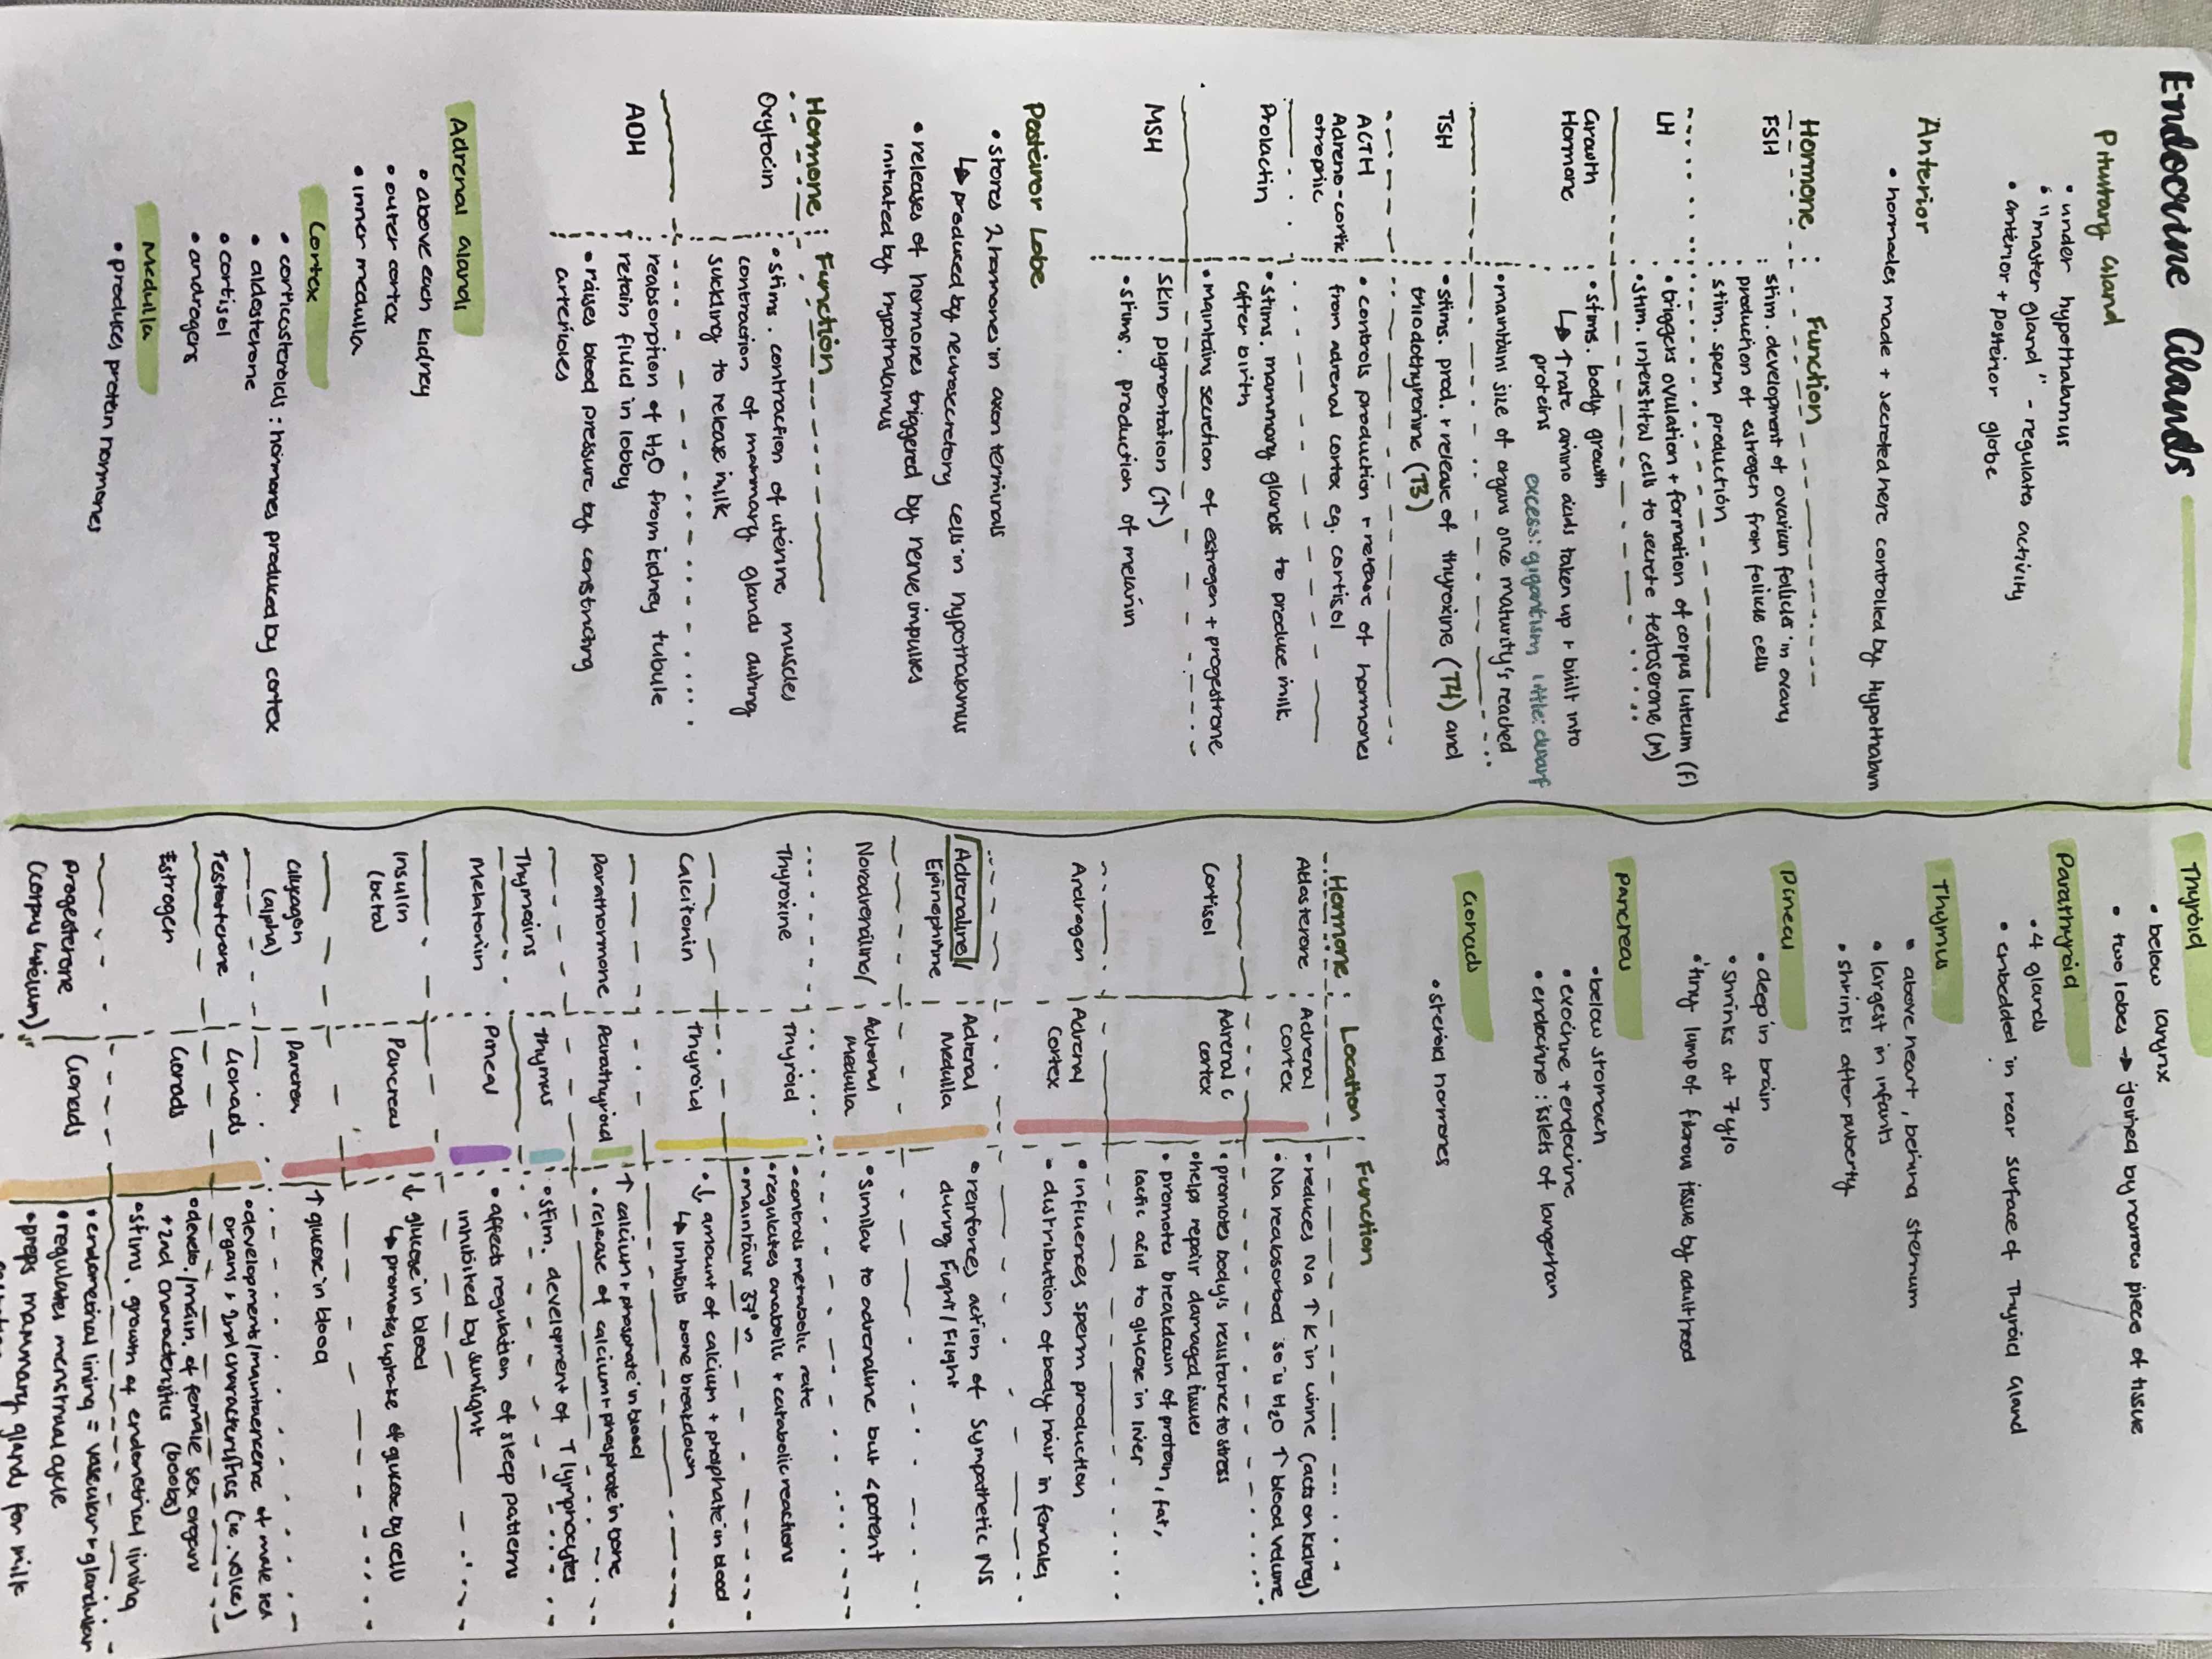 Endocrine Glands
Pituitary Gland
• under hypothalamus
• "master gland" - regulates activity
• anterior + posterior globe
Anterior
• homodes made + secreted here controlled by Hypothalam
Hormone : Function
FSH : stim. development of ovarian follicles in ovary
production of estrogen from follicle cells
stim. sperm production
LH • triggers ovulation + formation of corpus luteum (F)
• stim. interstitial cell to secrete testosterone (M)
Growth Hormone
• stims. body growth
↳ ↑ rate amino acids taken up + built into
proteins excess: gigantism little: dwarf
• maintains size of organs once maturity's reached
TSH • stims. prod. + release of thyroxine (T4) and
triiodothyronine (T3)
ACTH
Adreno-cortic
otropic
• controls production + release of hormones
from adrenal cortex eg. cortisol
Prolactin • stims. mammary glands to produce milk
after birth
• maintains secretion of estrogen + progestrone
MSH skin pigmentation (↑)
• stims. production of melanin
Posterior Lobe
• stores 2 hormones in axon terminals
↳ produced by neurosecretory cells in hypothalamus
• releases of hormones triggered by nerve impulses
initiated by hypothalamus
Hormone : Function
Oxytocin • stims. contraction of uterine muscles
contraction of mammary glands during
suckling to release milk
ADH reabsorption of H₂O from kidney tubule
retain fluid in lobby
• raises blood pressure by constricting
arterioles
Adrenal Glands
• above each kidney
• outer cortex
• inner medulla
Cortex
• corticosteroids : hormones produced by cortex
• aldosterone
• cortisol
• androgens
Medulla
• produces protein hormones
Thyroid
• below larynx
• two lobes → joined by narrow piece of tissue
Parathyroid
• 4 glands
• embedded in rear surface of Thyroid Gland
Thymus
• above heart, behind sternum
• largest in infants
• shrinks after puberty
Pineal
• deep in brain
• shrinks at 7 y/o
• tiny lump of fibrous tissue by adulthood
Pancreas
• below stomach
• exocrine + endocrine
• endocrine : islets of langerhan
Gonads
• steroid hormones
Hormone : Location : Function
Aldosterone Adrenal Cortex • reduces Na ↑ K in urine (acts on kidney)
• Na reabsorbed so is H₂O ↑ blood volume
Cortisol Adrenal C cortex • promotes body's resistance to stress
• helps repair damaged tissues
• promotes breakdown of protein, fat,
lactic acid to glycose in liver
Androgen Adrenal Cortex • influences sperm production
• distribution of body hair in females
Adrenaline/ Epinephrine Adrenal Medulla • reinforces action of Sympathetic NS
during Fight / Flight
Noradrenaline/ Adrenal Medulla • similar to adrenaline but < potent
Thyroxine Thyroid • controls metabolic rate
• regulates anabolic + catabolic reactions
• maintains 37°
Calcitonin Thyroid • ↓ amount of calcium + phosphate in blood
↳ inhibits bone breakdown
Parathormone Parathyroid ↑ calcium + phosphate in blood
• release of calcium + phosphate in bone
Thymosins Thymus • stim. development of T lymphocytes
Melatonin Pineal • affects regulation of sleep patterns
inhibited by sunlight
Insulin (beta) Pancreas ↓ glucose in blood
↳ promotes uptake of glucose by cells
Glycagon (alpha) Pancrea ↑ glucose in blood
Testosterone Gonads • developments/maintaenence of male sex
organs + 2nd characteristics (ie. voice)
Estrogen Gonads • develo./main. of female sex organs
+ 2nd characteristics (boobs)
• stims. growth of endometrial lining
Progesterone (corpus luteum) Gonads • endometrial lining = vascular + glandular
• regulates menstrual cycle
• preps mammary glands for milk